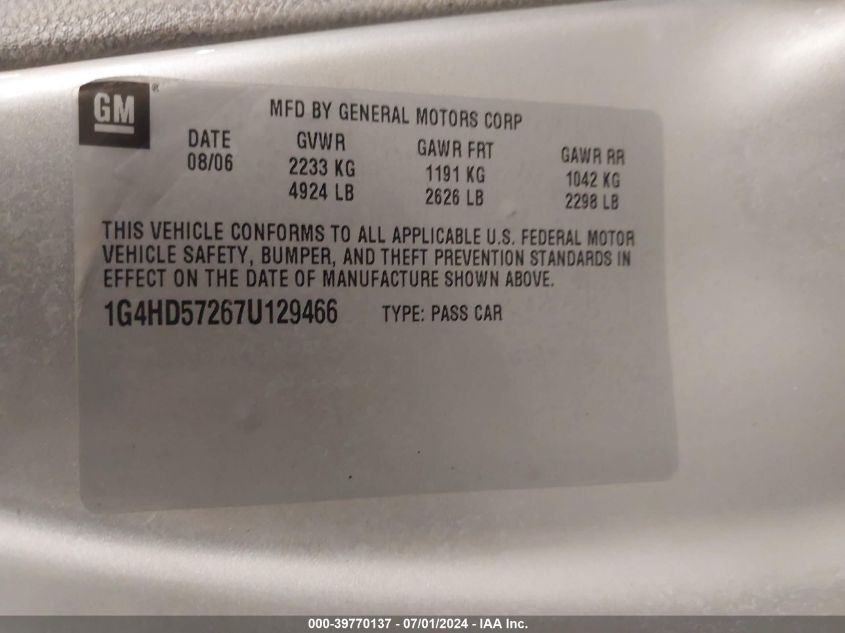 GM®
MFD BY GENERAL MOTORS CORP
DATE GVWR GAWR FRT GAWR RR
08/06 2233 KG 1191 KG 1042 KG
4924 LB 2626 LB 2298 LB
THIS VEHICLE CONFORMS TO ALL APPLICABLE U.S. FEDERAL MOTOR
VEHICLE SAFETY, BUMPER, AND THEFT PREVENTION STANDARDS IN
EFFECT ON THE DATE OF MANUFACTURE SHOWN ABOVE.
1G4HD57267U129466 TYPE: PASS CAR
000-39770137 - 07/01/2024 - IAA Inc.